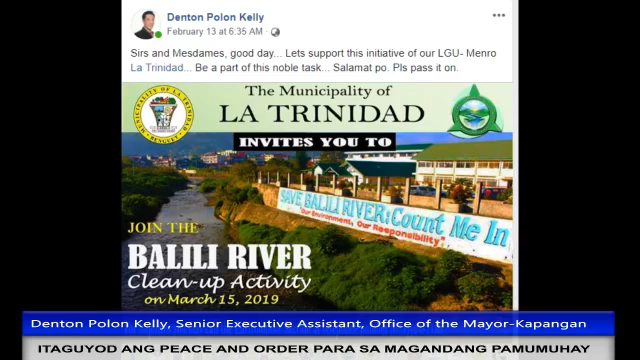 Denton Polon Kelly
February 13 at 6:35 AM
Sirs and Mesdames, good day... Lets support this initiative of our LGU- Menro
La Trinidad... Be a part of this noble task... Salamat po. Pls pass it on.
The Municipality of
LA TRINIDAD
INVITES YOU TO
SAVE BALILI RIVER: Count Me In
"Our Environment, Our Responsibility"
JOIN THE
BALILI RIVER
Clean-up Activity
on March 15, 2019
Denton Polon Kelly, Senior Executive Assistant, Office of the Mayor-Kapangan
ITAGUYOD ANG PEACE AND ORDER PARA SA MAGANDANG PAMUMUHAY